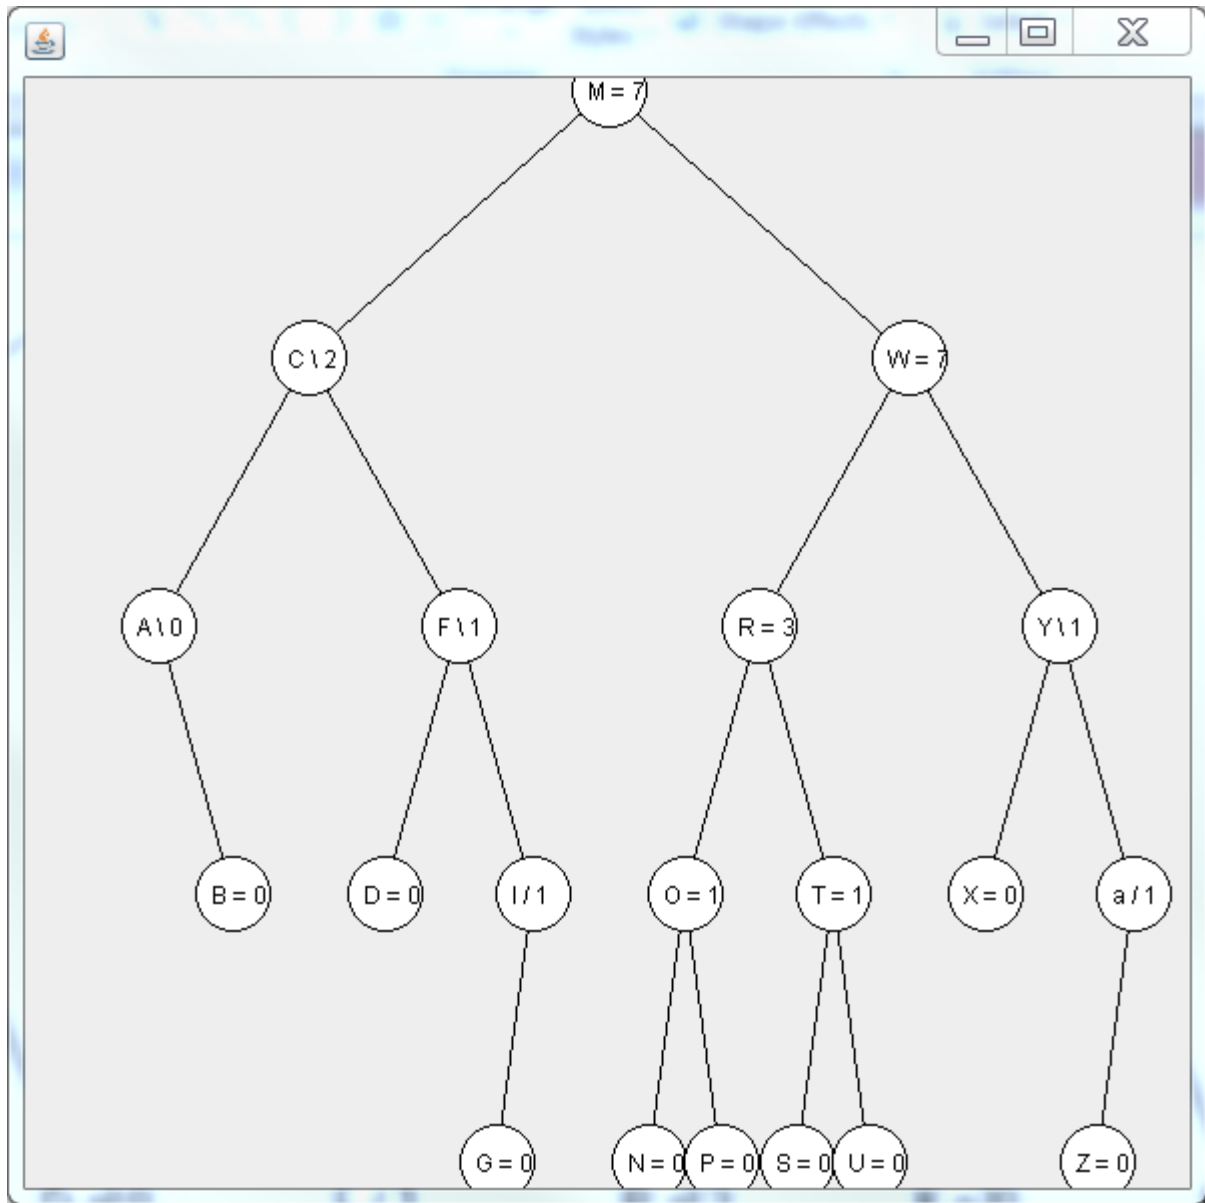 M = 7
C \ 2
W = 7
A \ 0
F \ 1
R = 3
Y \ 1
B = 0
D = 0
I / 1
O = 1
T = 1
X = 0
a / 1
G = 0
N = 0
P = 0
S = 0
U = 0
Z = 0